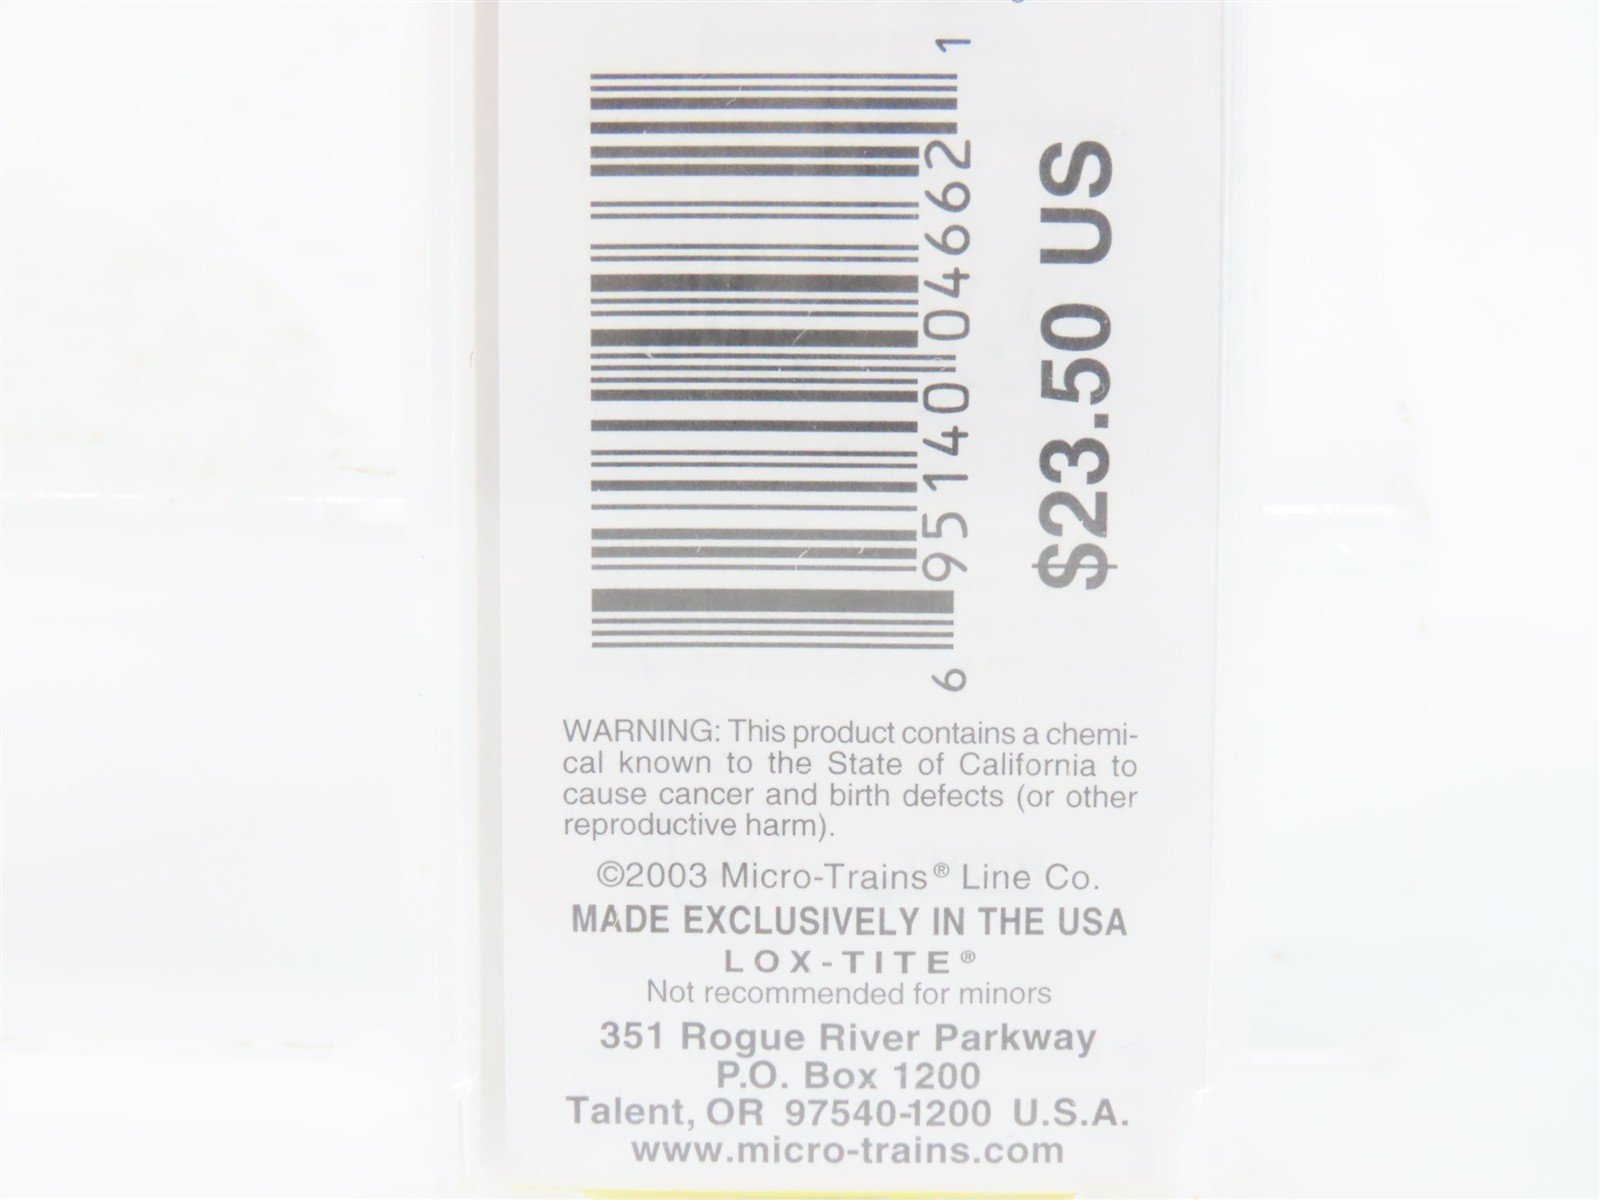 6 95140 04662 1
$23.50 US
WARNING: This product contains a chemi-
cal known to the State of California to
cause cancer and birth defects (or other
reproductive harm).
©2003 Micro-Trains® Line Co.
MADE EXCLUSIVELY IN THE USA
LOX-TITE®
Not recommended for minors
351 Rogue River Parkway
P.O. Box 1200
Talent, OR 97540-1200 U.S.A.
www.micro-trains.com